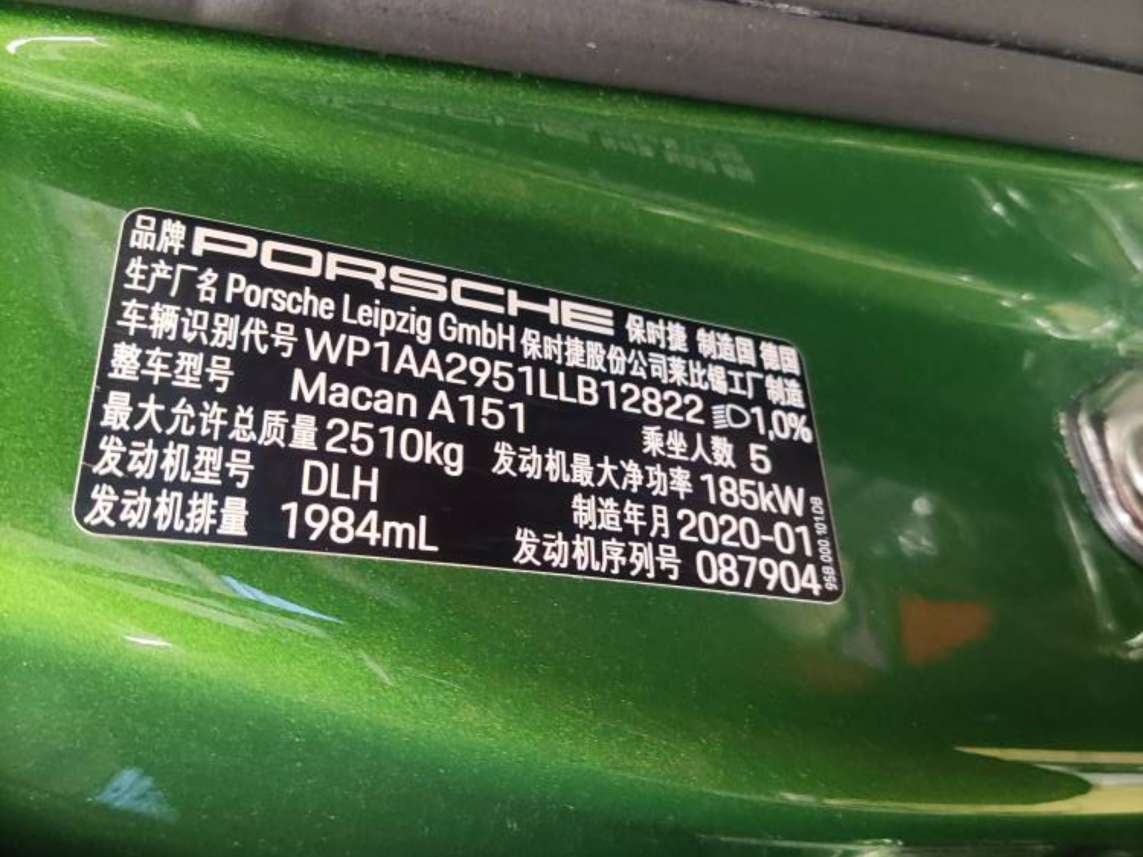 品牌 PORSCHE 保时捷 制造国 德国
生产厂名 Porsche Leipzig GmbH 保时捷股份公司莱比锡工厂制造
车辆识别代号 WP1AA2951LLB12822 1,0%
整车型号 Macan A151 乘坐人数 5
最大允许总质量 2510kg 发动机最大净功率 185kW
发动机型号 DLH 制造年月 2020-01
发动机排量 1984mL 发动机序列号 087904
95B.000.101.DB